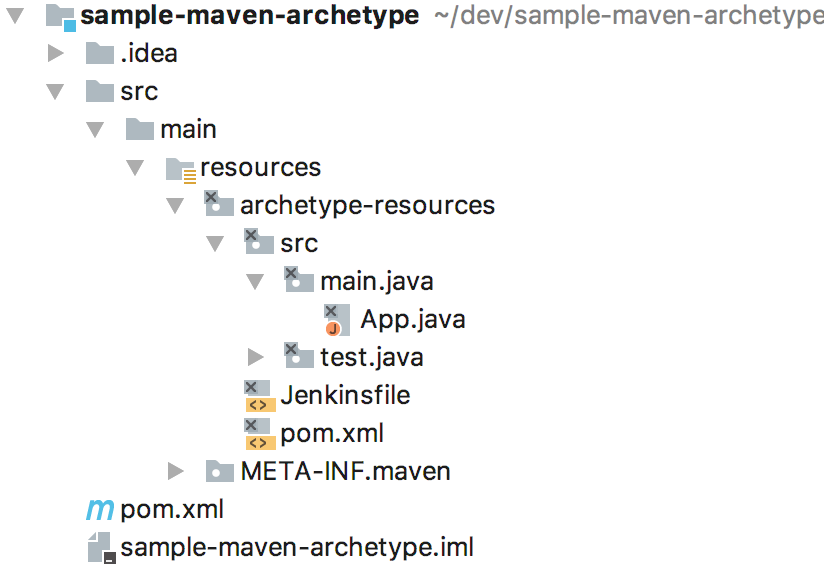 sample-maven-archetype ~/dev/sample-maven-archetype
.idea
src
main
resources
archetype-resources
src
main.java
App.java
test.java
Jenkinsfile
pom.xml
META-INF.maven
pom.xml
sample-maven-archetype.iml